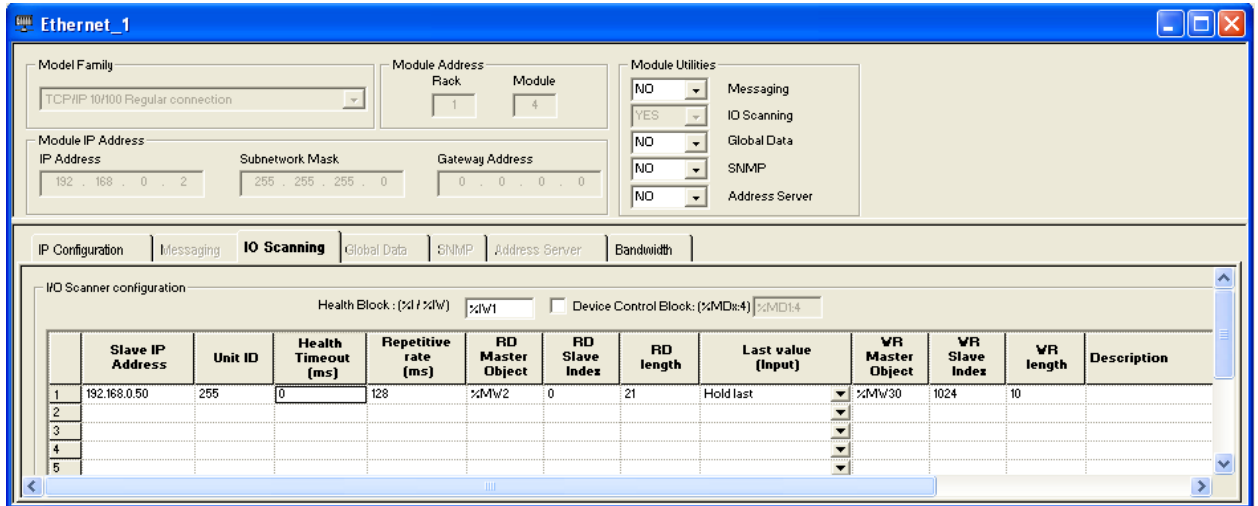 Ethernet_1
Model Family
TCP/IP 10/100 Regular connection
Module Address
Rack Module
1 4
Module Utilities
NO Messaging
YES IO Scanning
NO Global Data
NO SNMP
NO Address Server
Module IP Address
IP Address Subnetwork Mask Gateway Address
192 . 168 . 0 . 2 255 . 255 . 255 . 0 0 . 0 . 0 . 0
IP Configuration Messaging IO Scanning Global Data SNMP Address Server Bandwidth
I/O Scanner configuration
Health Block : (%I / %IW) %IW1 Device Control Block: (%MDx:4) %MD1:4
Slave IP Address Unit ID Health Timeout (ms) Repetitive rate (ms) RD Master Object RD Slave Index RD length Last value (Input) WR Master Object WR Slave Index WR length Description
1 192.168.0.50 255 0 128 %MW2 0 21 Hold last %MW30 1024 10
2
3
4
5